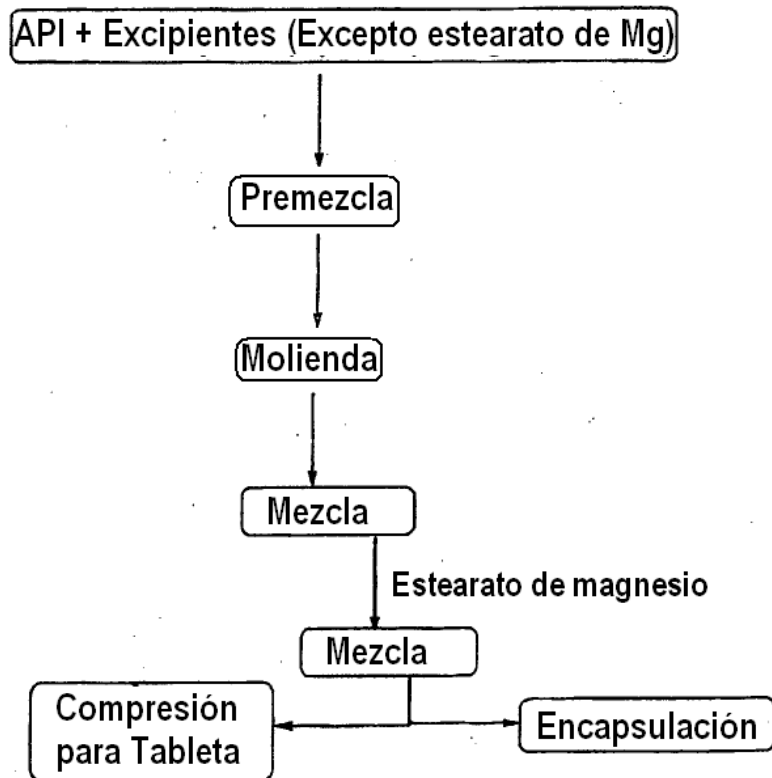 API + Excipientes (Excepto estearato de Mg)
Premezcla
Molienda
Mezcla
Estearato de magnesio
Mezcla
Compresión
para Tableta
Encapsulación